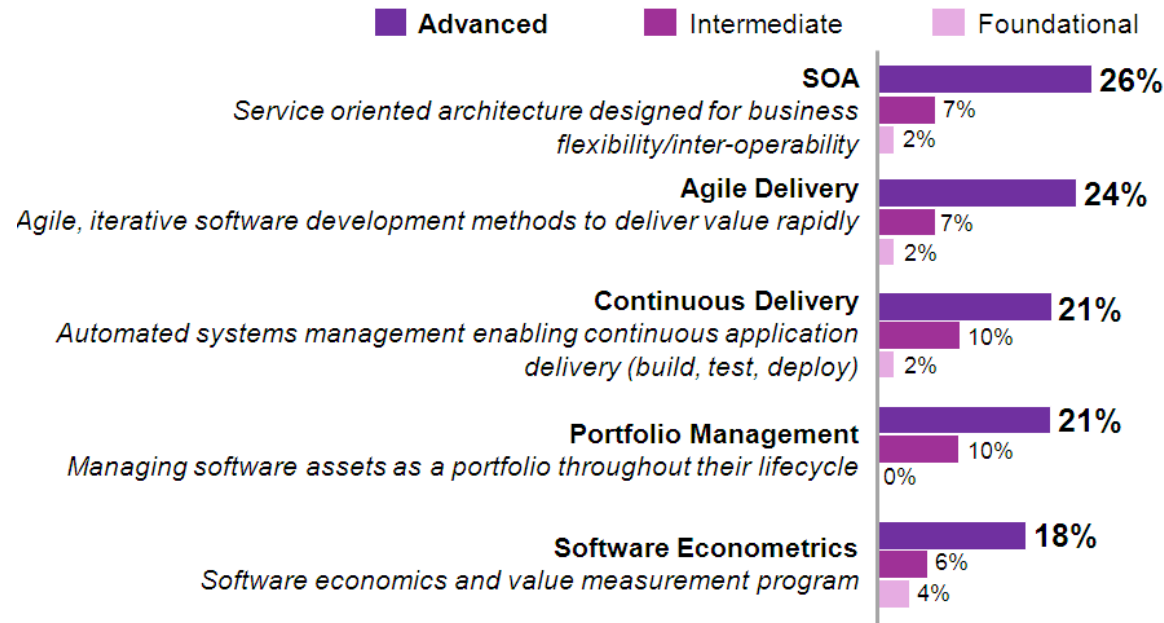 Advanced Intermediate Foundational
SOA
Service oriented architecture designed for business
flexibility/inter-operability
26%
7%
2%
Agile Delivery
Agile, iterative software development methods to deliver value rapidly
24%
7%
2%
Continuous Delivery
Automated systems management enabling continuous application
delivery (build, test, deploy)
21%
10%
2%
Portfolio Management
Managing software assets as a portfolio throughout their lifecycle
21%
10%
0%
Software Econometrics
Software economics and value measurement program
18%
6%
4%